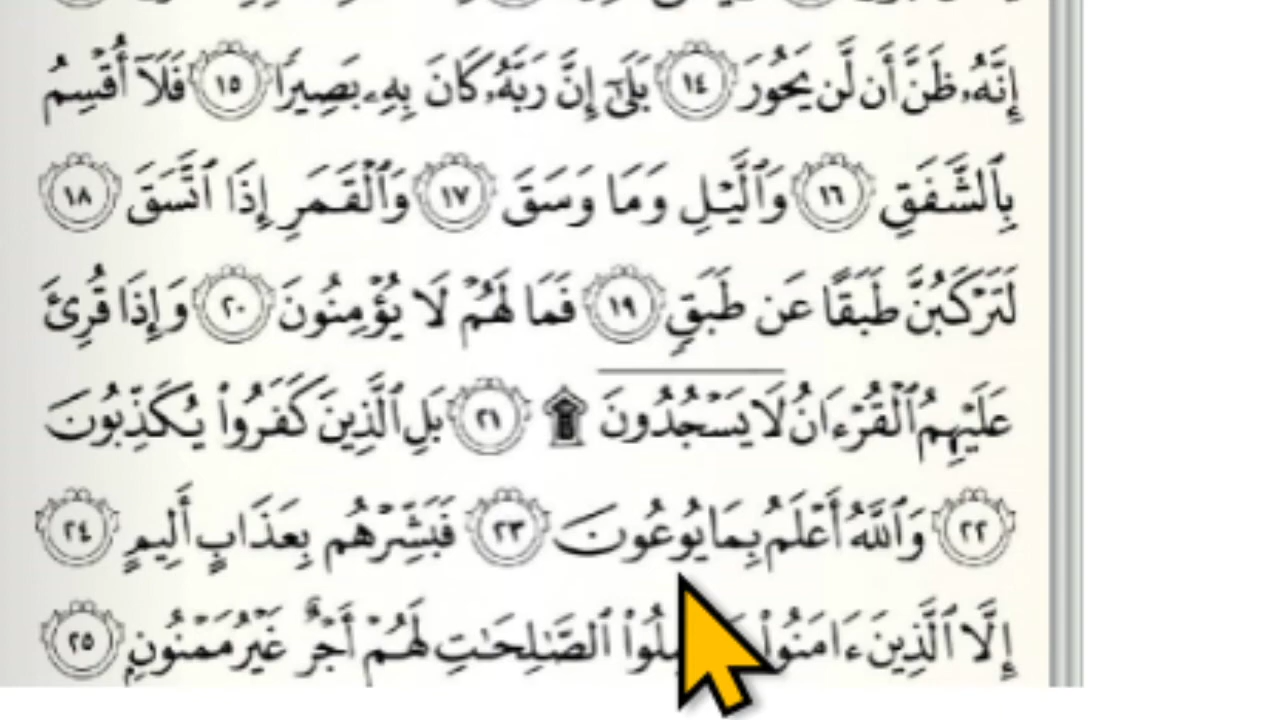 إِنَّهُۥ ظَنَّ أَن لَّن يَحُورَ ١٤ بَلَىٰٓ إِنَّ رَبَّهُۥ كَانَ بِهِۦ بَصِيرًا ١٥ فَلَآ أُقْسِمُ
بِٱلشَّفَقِ ١٦ وَٱلَّيْلِ وَمَا وَسَقَ ١٧ وَٱلْقَمَرِ إِذَا ٱتَّسَقَ ١٨
لَتَرْكَبُنَّ طَبَقًا عَن طَبَقٍ ١٩ فَمَا لَهُمْ لَا يُؤْمِنُونَ ٢٠ وَإِذَا قُرِئَ
عَلَيْهِمُ ٱلْقُرْءَانُ لَا يَسْجُدُونَ ۩ ٢١ بَلِ ٱلَّذِينَ كَفَرُوا۟ يُكَذِّبُونَ
٢٢ وَٱللَّهُ أَعْلَمُ بِمَا يُوعُونَ ٢٣ فَبَشِّرْهُم بِعَذَابٍ أَلِيمٍ ٢٤
إِلَّا ٱلَّذِينَ ءَامَنُوا۟ ٱلصَّٰلِحَٰتِ لَهُمْ أَجْرٌ غَيْرُ مَمْنُونٍۭ ٢٥